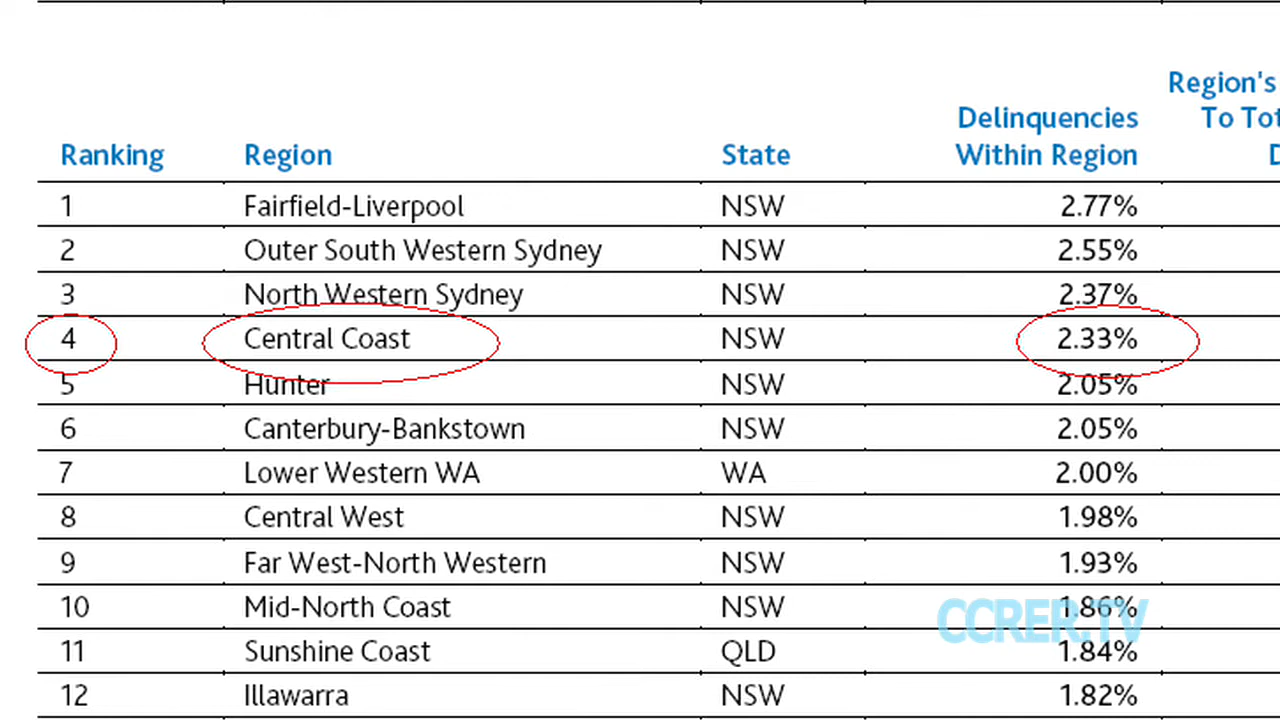 Region's
Delinquencies To Tot
Ranking Region State Within Region D
1 Fairfield-Liverpool NSW 2.77%
2 Outer South Western Sydney NSW 2.55%
3 North Western Sydney NSW 2.37%
4 Central Coast NSW 2.33%
5 Hunter NSW 2.05%
6 Canterbury-Bankstown NSW 2.05%
7 Lower Western WA WA 2.00%
8 Central West NSW 1.98%
9 Far West-North Western NSW 1.93%
10 Mid-North Coast NSW 1.86%
CCRER.TV
11 Sunshine Coast QLD 1.84%
12 Illawarra NSW 1.82%